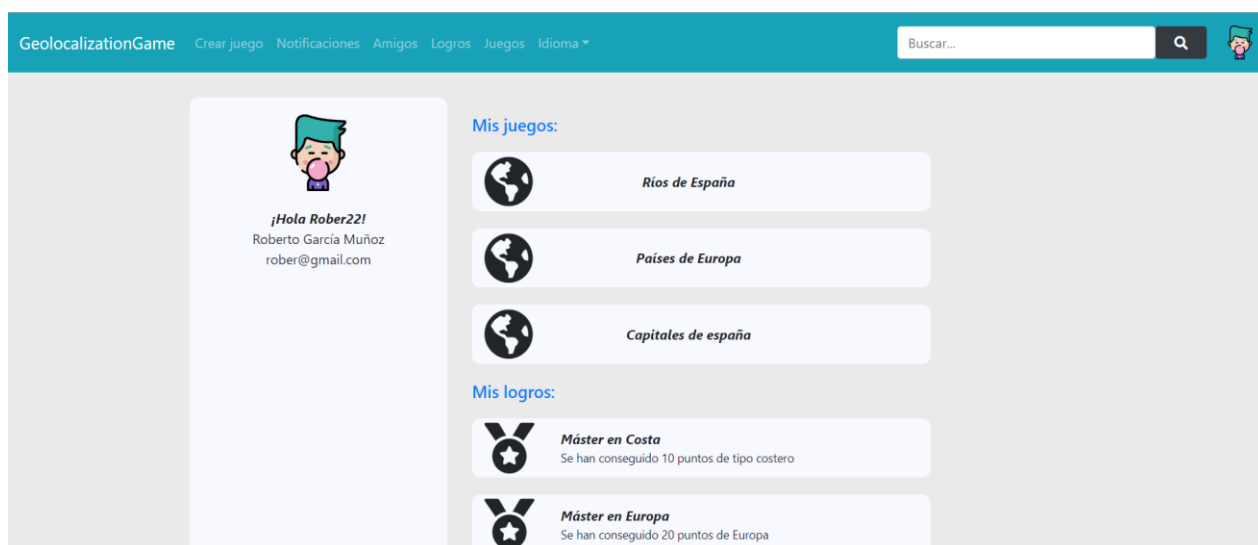 GeolocalizationGame Crear juego Notificaciones Amigos Logros Juegos Idioma
Buscar...
¡Hola Rober22!
Roberto García Muñoz
rober@gmail.com
Mis juegos:
Ríos de España
Países de Europa
Capitales de españa
Mis logros:
Máster en Costa
Se han conseguido 10 puntos de tipo costero
Máster en Europa
Se han conseguido 20 puntos de Europa